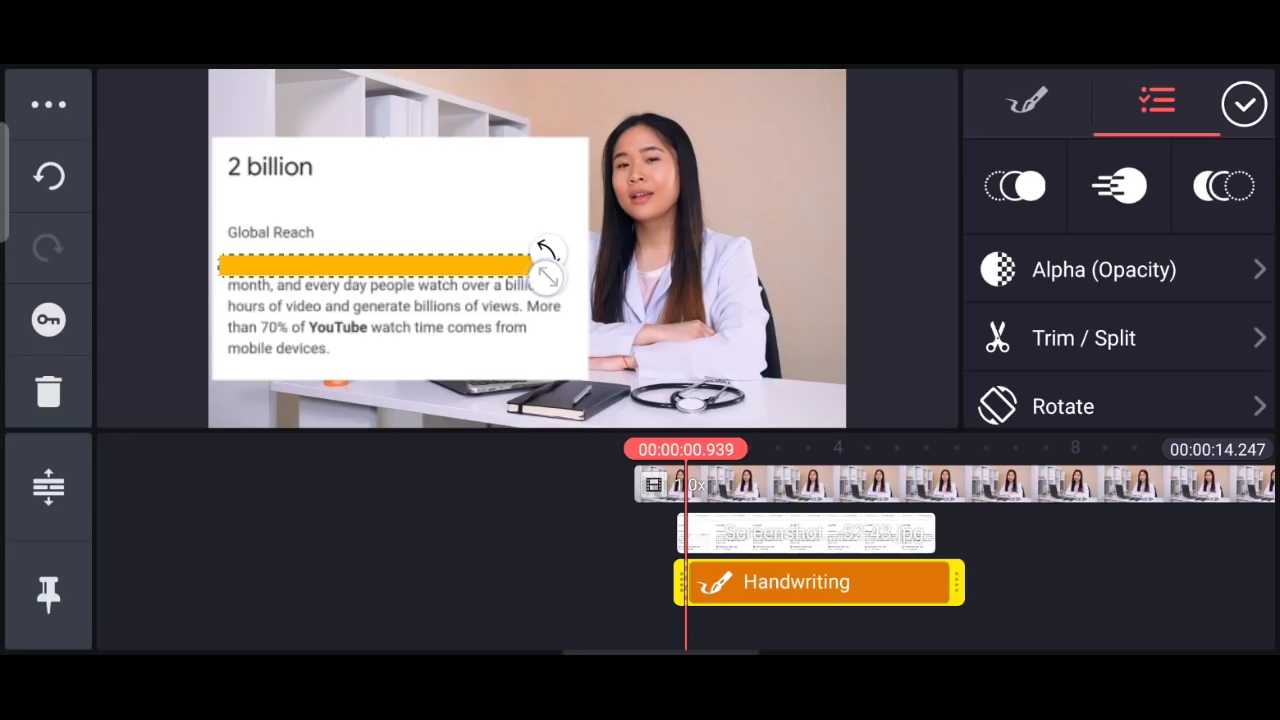 2 billion
Global Reach
month, and every day people watch over a
hours of video and generate billions of views. More
than 70% of YouTube watch time comes from
mobile devices.
Alpha (Opacity)
Trim / Split
Rotate
00:00:00.939
4
8
00:00:14.247
Handwriting